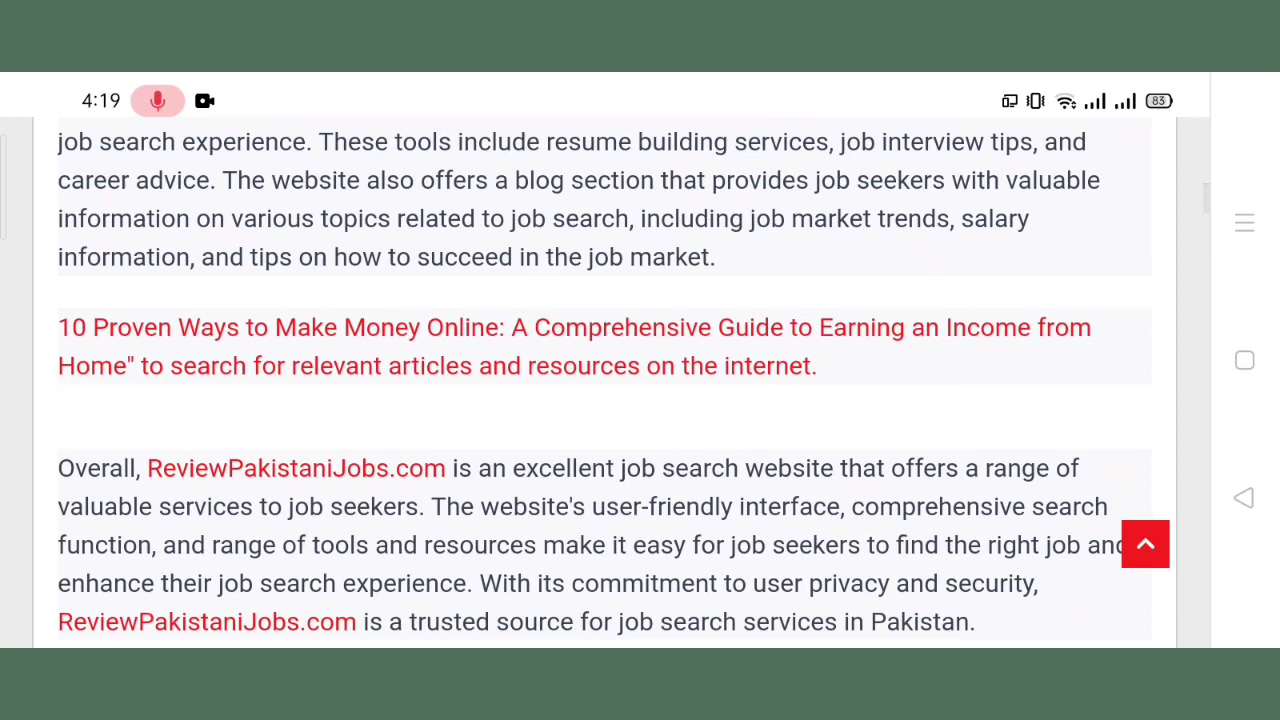 4:19
83
job search experience. These tools include resume building services, job interview tips, and
career advice. The website also offers a blog section that provides job seekers with valuable
information on various topics related to job search, including job market trends, salary
information, and tips on how to succeed in the job market.
10 Proven Ways to Make Money Online: A Comprehensive Guide to Earning an Income from
Home" to search for relevant articles and resources on the internet.
Overall, ReviewPakistaniJobs.com is an excellent job search website that offers a range of
valuable services to job seekers. The website's user-friendly interface, comprehensive search
function, and range of tools and resources make it easy for job seekers to find the right job and
enhance their job search experience. With its commitment to user privacy and security,
ReviewPakistaniJobs.com is a trusted source for job search services in Pakistan.